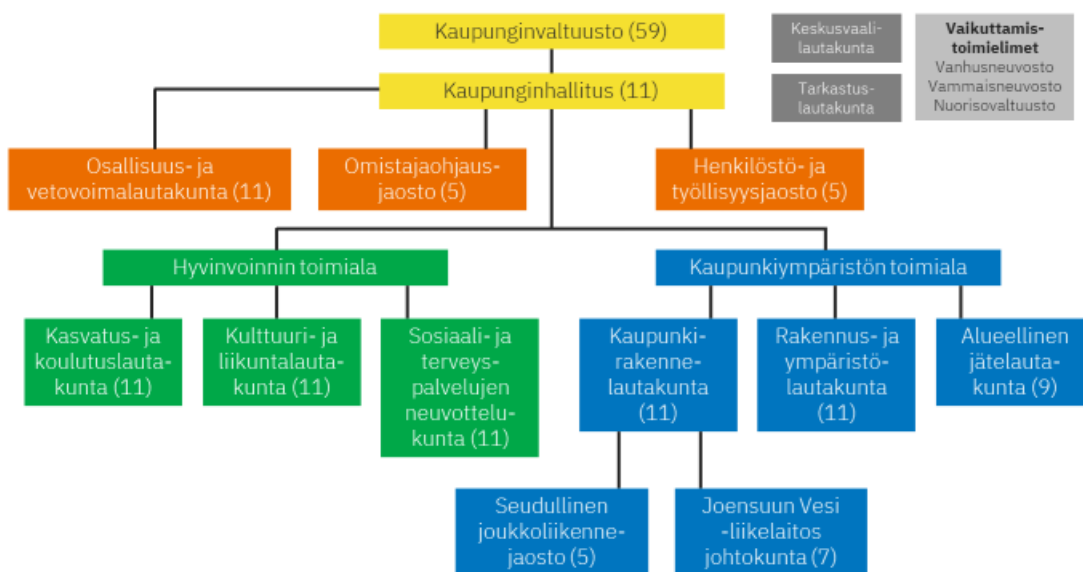 Kaupunginvaltuusto (59)
Keskusvaali-
lautakunta
Vaikuttamis-
toimielimet
Vanhusneuvosto
Vammaisneuvosto
Nuorisovaltuusto
Kaupunginhallitus (11)
Tarkastus-
lautakunta
Osallisuus- ja
vetovoimalautakunta (11)
Omistajaohjaus-
jaosto (5)
Henkilöstö- ja
työllisyysjaosto (5)
Hyvinvoinnin toimiala
Kaupunkiympäristön toimiala
Kasvatus- ja
koulutuslauta-
kunta (11)
Kulttuuri- ja
liikuntalauta-
kunta (11)
Sosiaali- ja
terveys-
palvelujen
neuvottelu-
kunta (11)
Kaupunki-
rakenne-
lautakunta
(11)
Rakennus- ja
ympäristö-
lautakunta
(11)
Alueellinen
jätelauta-
kunta (9)
Seudullinen
joukkoliikenne-
jaosto (5)
Joensuun Vesi
-liikelaitos
johtokunta (7)